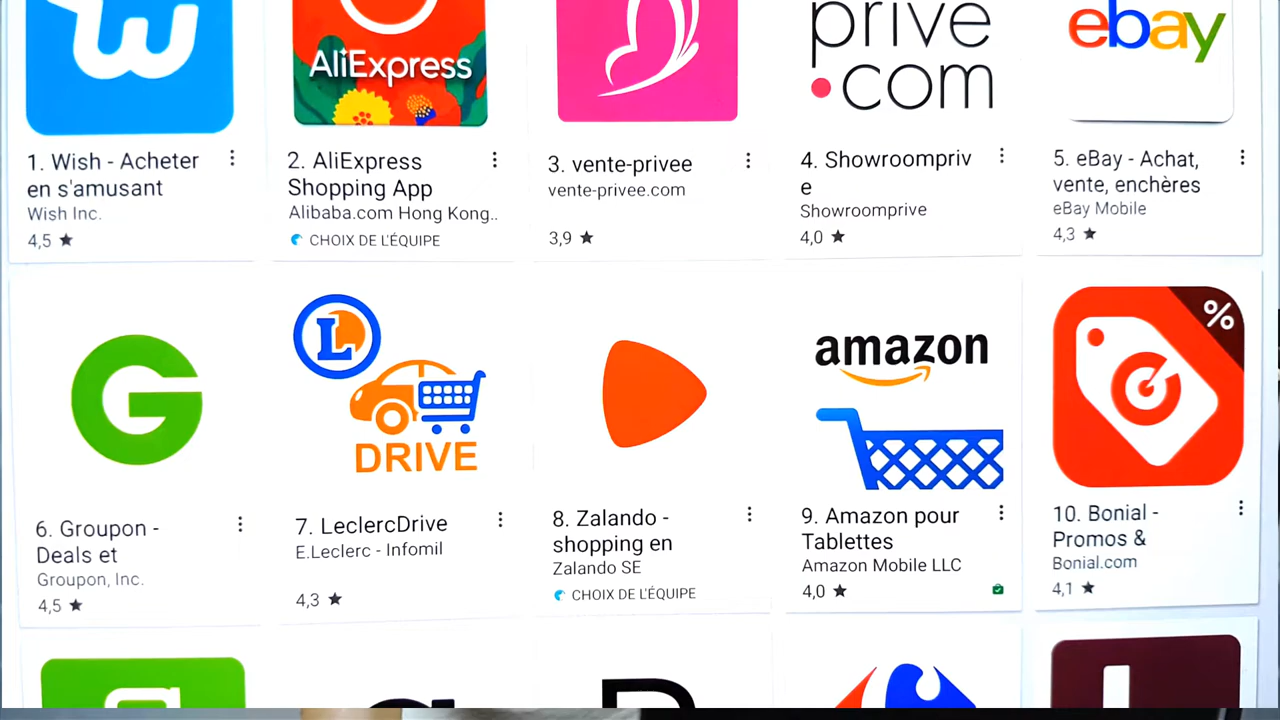 w
AliExpress
prive
.com
ebay
1. Wish - Acheter
en s'amusant
Wish Inc.
4,5 ★
2. AliExpress
Shopping App
Alibaba.com Hong Kong..
CHOIX DE L'ÉQUIPE
3. vente-privee
vente-privee.com
3,9 ★
4. Showroompriv
e
Showroomprive
4,0 ★
5. eBay - Achat,
vente, enchères
eBay Mobile
4,3 ★
G
L
DRIVE
amazon
%
6. Groupon -
Deals et
Groupon, Inc.
4,5 ★
7. LeclercDrive
E.Leclerc - Infomil
4,3 ★
8. Zalando -
shopping en
Zalando SE
CHOIX DE L'ÉQUIPE
9. Amazon pour
Tablettes
Amazon Mobile LLC
4,0 ★
10. Bonial -
Promos &
Bonial.com
4,1 ★